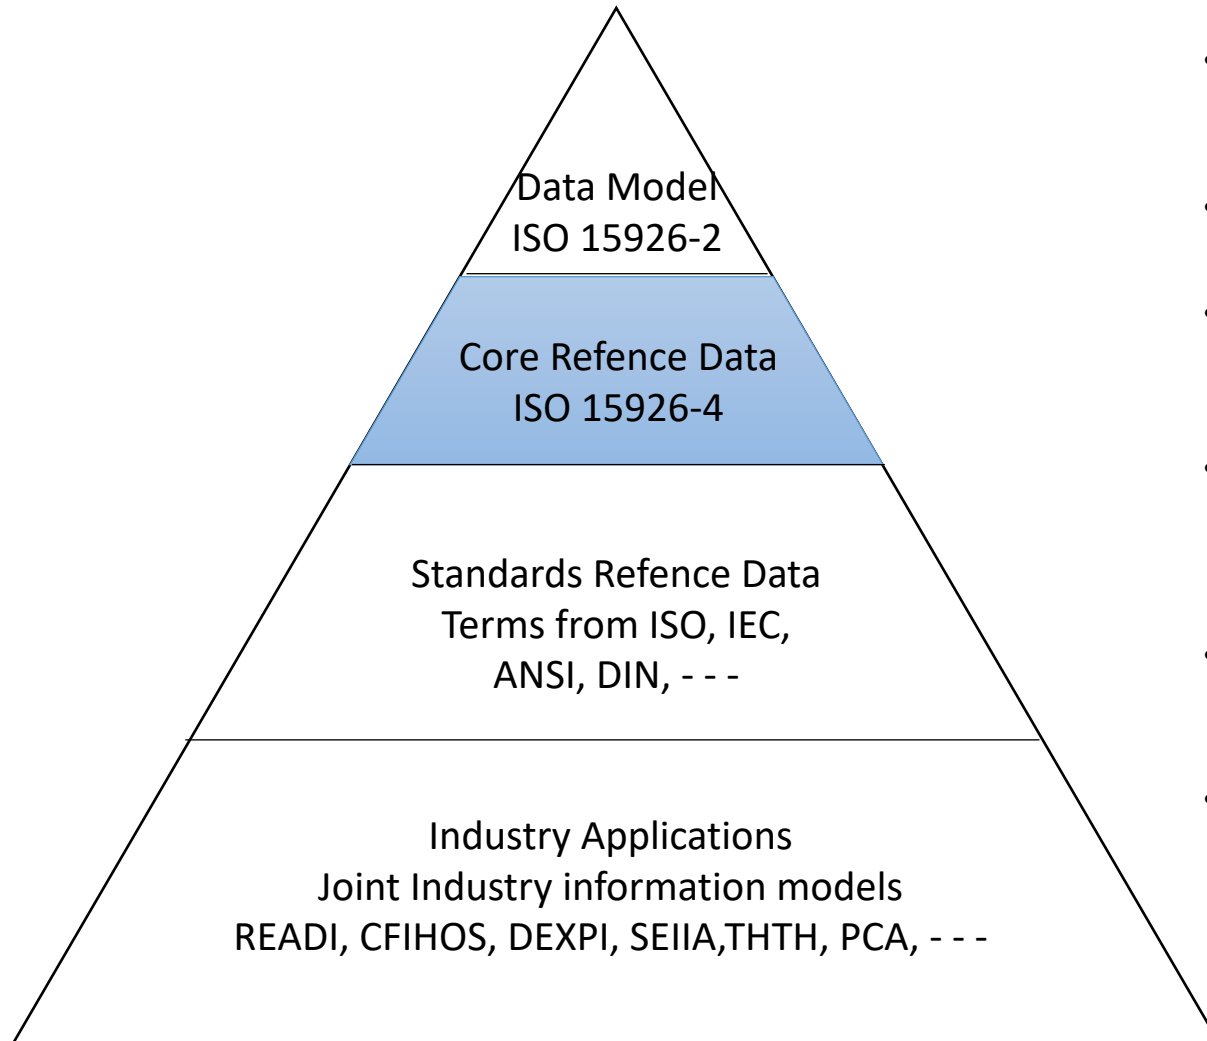 Data Model
ISO 15926-2
Core Refence Data
ISO 15926-4
Standards Refence Data
Terms from ISO, IEC,
ANSI, DIN, - - -
Industry Applications
Joint Industry information models
READI, CFIHOS, DEXPI, SEIIA,THTH, PCA, - - -